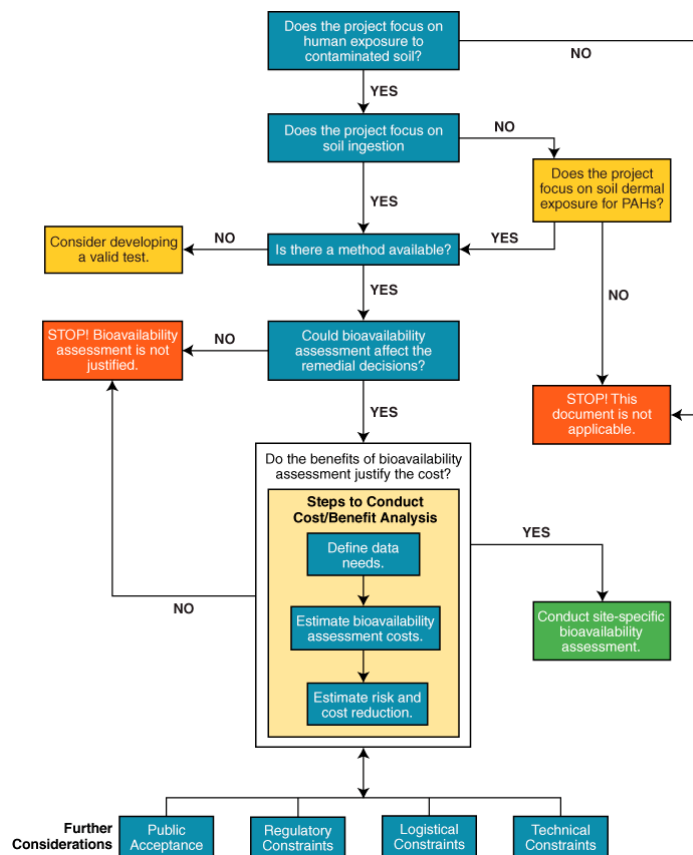 Does the project focus on
human exposure to
contaminated soil?
NO
YES
Does the project focus on
soil ingestion
NO
Does the project
focus on soil dermal
exposure for PAHs?
YES
Consider developing
a valid test.
NO
Is there a method available?
YES
YES
NO
STOP! Bioavailability
assessment is not
justified.
NO
Could bioavailability
assessment affect the
remedial decisions?
STOP! This
document is not
applicable.
YES
Do the benefits of bioavailability
assessment justify the cost?
Steps to Conduct
Cost/Benefit Analysis
Define data
needs.
YES
NO
Estimate bioavailability
assessment costs.
Conduct site-specific
bioavailability
assessment.
Estimate risk and
cost reduction.
Further
Considerations
Public
Acceptance
Regulatory
Constraints
Logistical
Constraints
Technical
Constraints